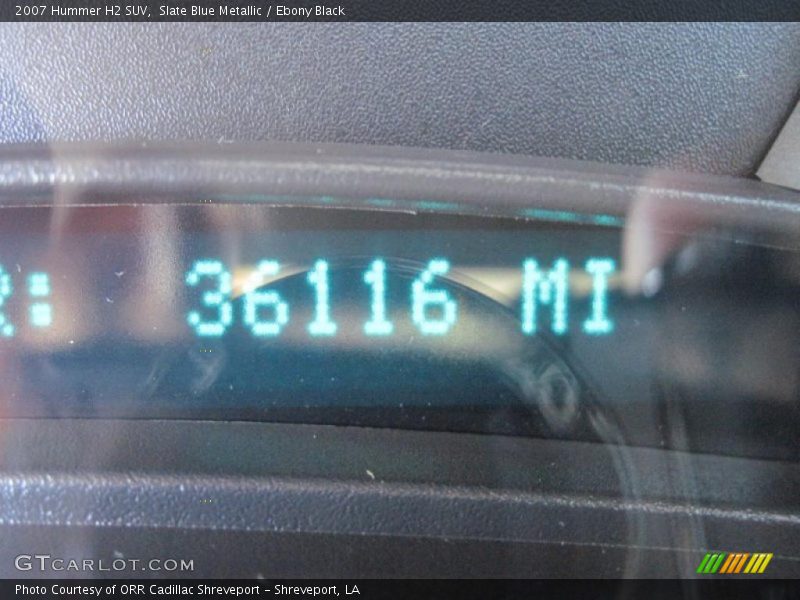 2007 Hummer H2 SUV,  Slate Blue Metallic / Ebony Black
R:  36116 MI
GTCARLOT.COM
Photo Courtesy of ORR Cadillac Shreveport - Shreveport, LA